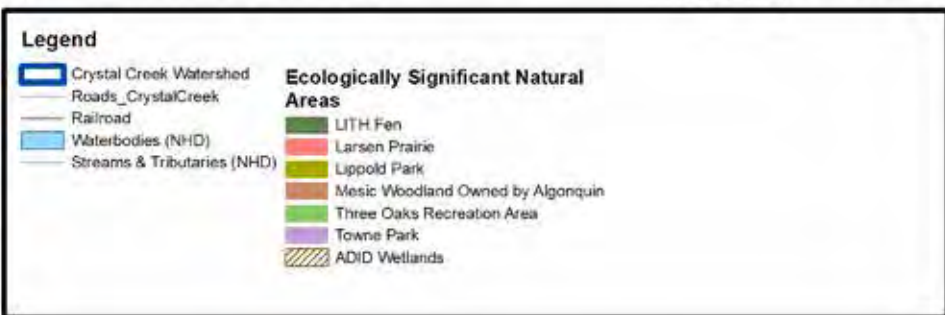 Legend
Crystal Creek Watershed
Roads_CrystalCreek
Railroad
Waterbodies (NHD)
Streams & Tributaries (NHD)
Ecologically Significant Natural
Areas
LITH Fen
Larsen Prairie
Lippold Park
Mesic Woodland Owned by Algonquin
Three Oaks Recreation Area
Towne Park
ADID Wetlands